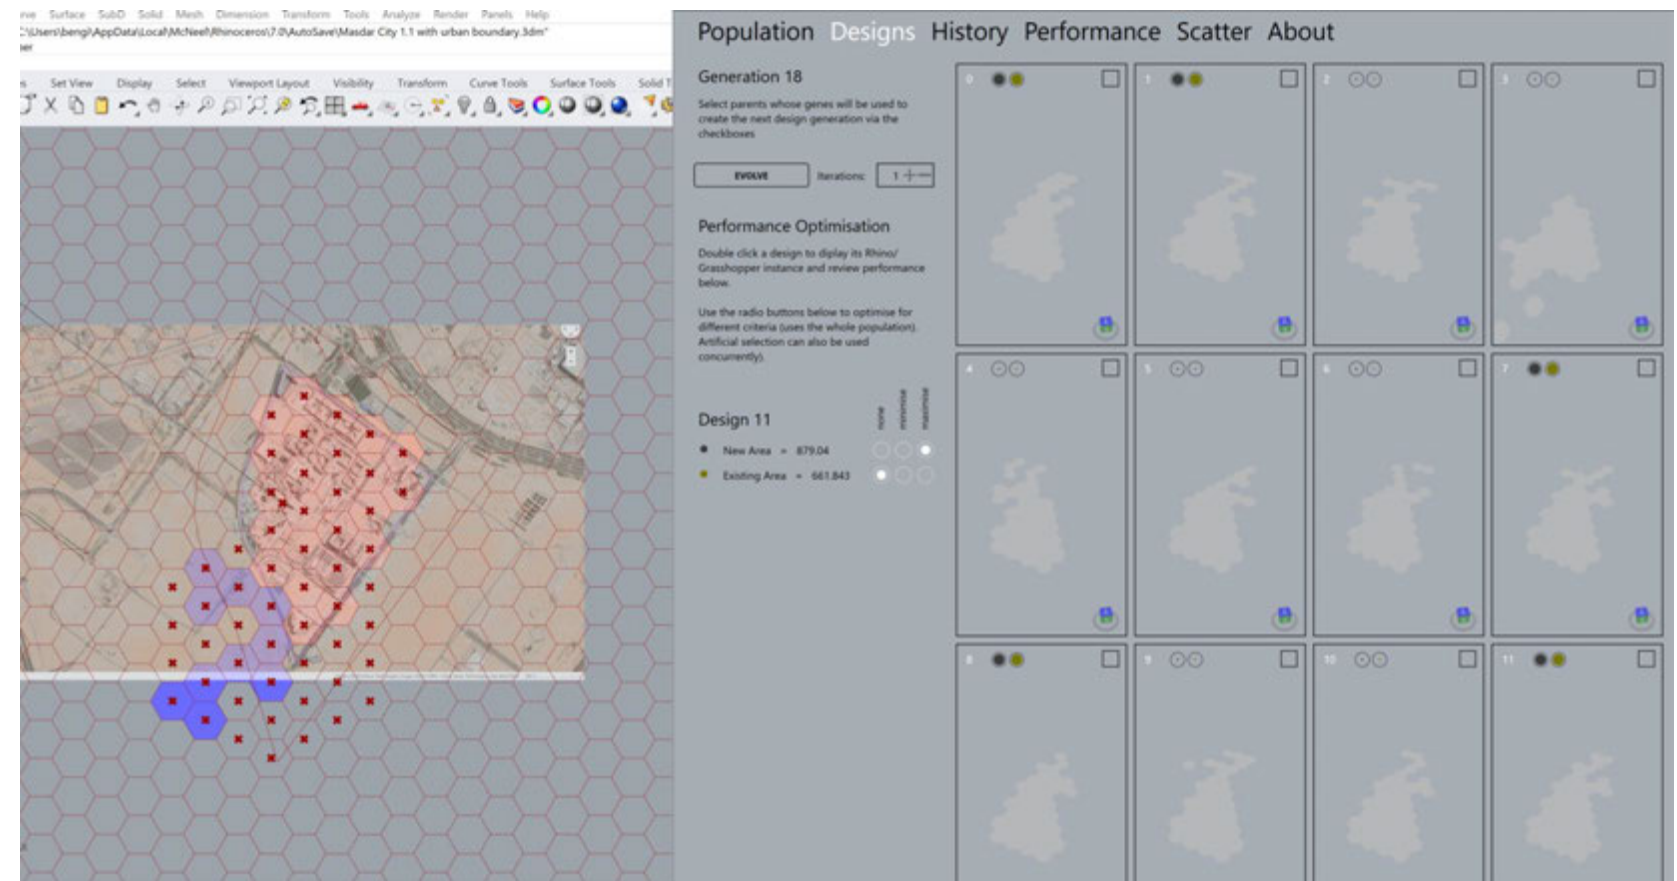 Surface SubD Solid Mesh Dimension Transform Tools Analyze Render Panels Help
C:\Users\bengi\AppData\Local\McNeel\Rhinoceros\7.0\AutoSave\Masdar City 1.1 with urban boundary.3dm"
Set View Display Select Viewport Layout Visibility Transform Curve Tools Surface Tools Solid T
Population Designs History Performance Scatter About
Generation 18
Select parents whose genes will be used to
create the next design generation via the
checkboxes
EVOLVE Iterations: 1
Performance Optimisation
Double click a design to diplay its Rhino/
Grasshopper instance and review performance
below.
Use the radio buttons below to optimise for
different criteria (uses the whole population).
Artificial selection can also be used
concurrently).
Design 11
none minimise maximise
New Area = 879.04
Existing Area = 661.843
0 1 2 3
4 5 6 7
8 9 10 11